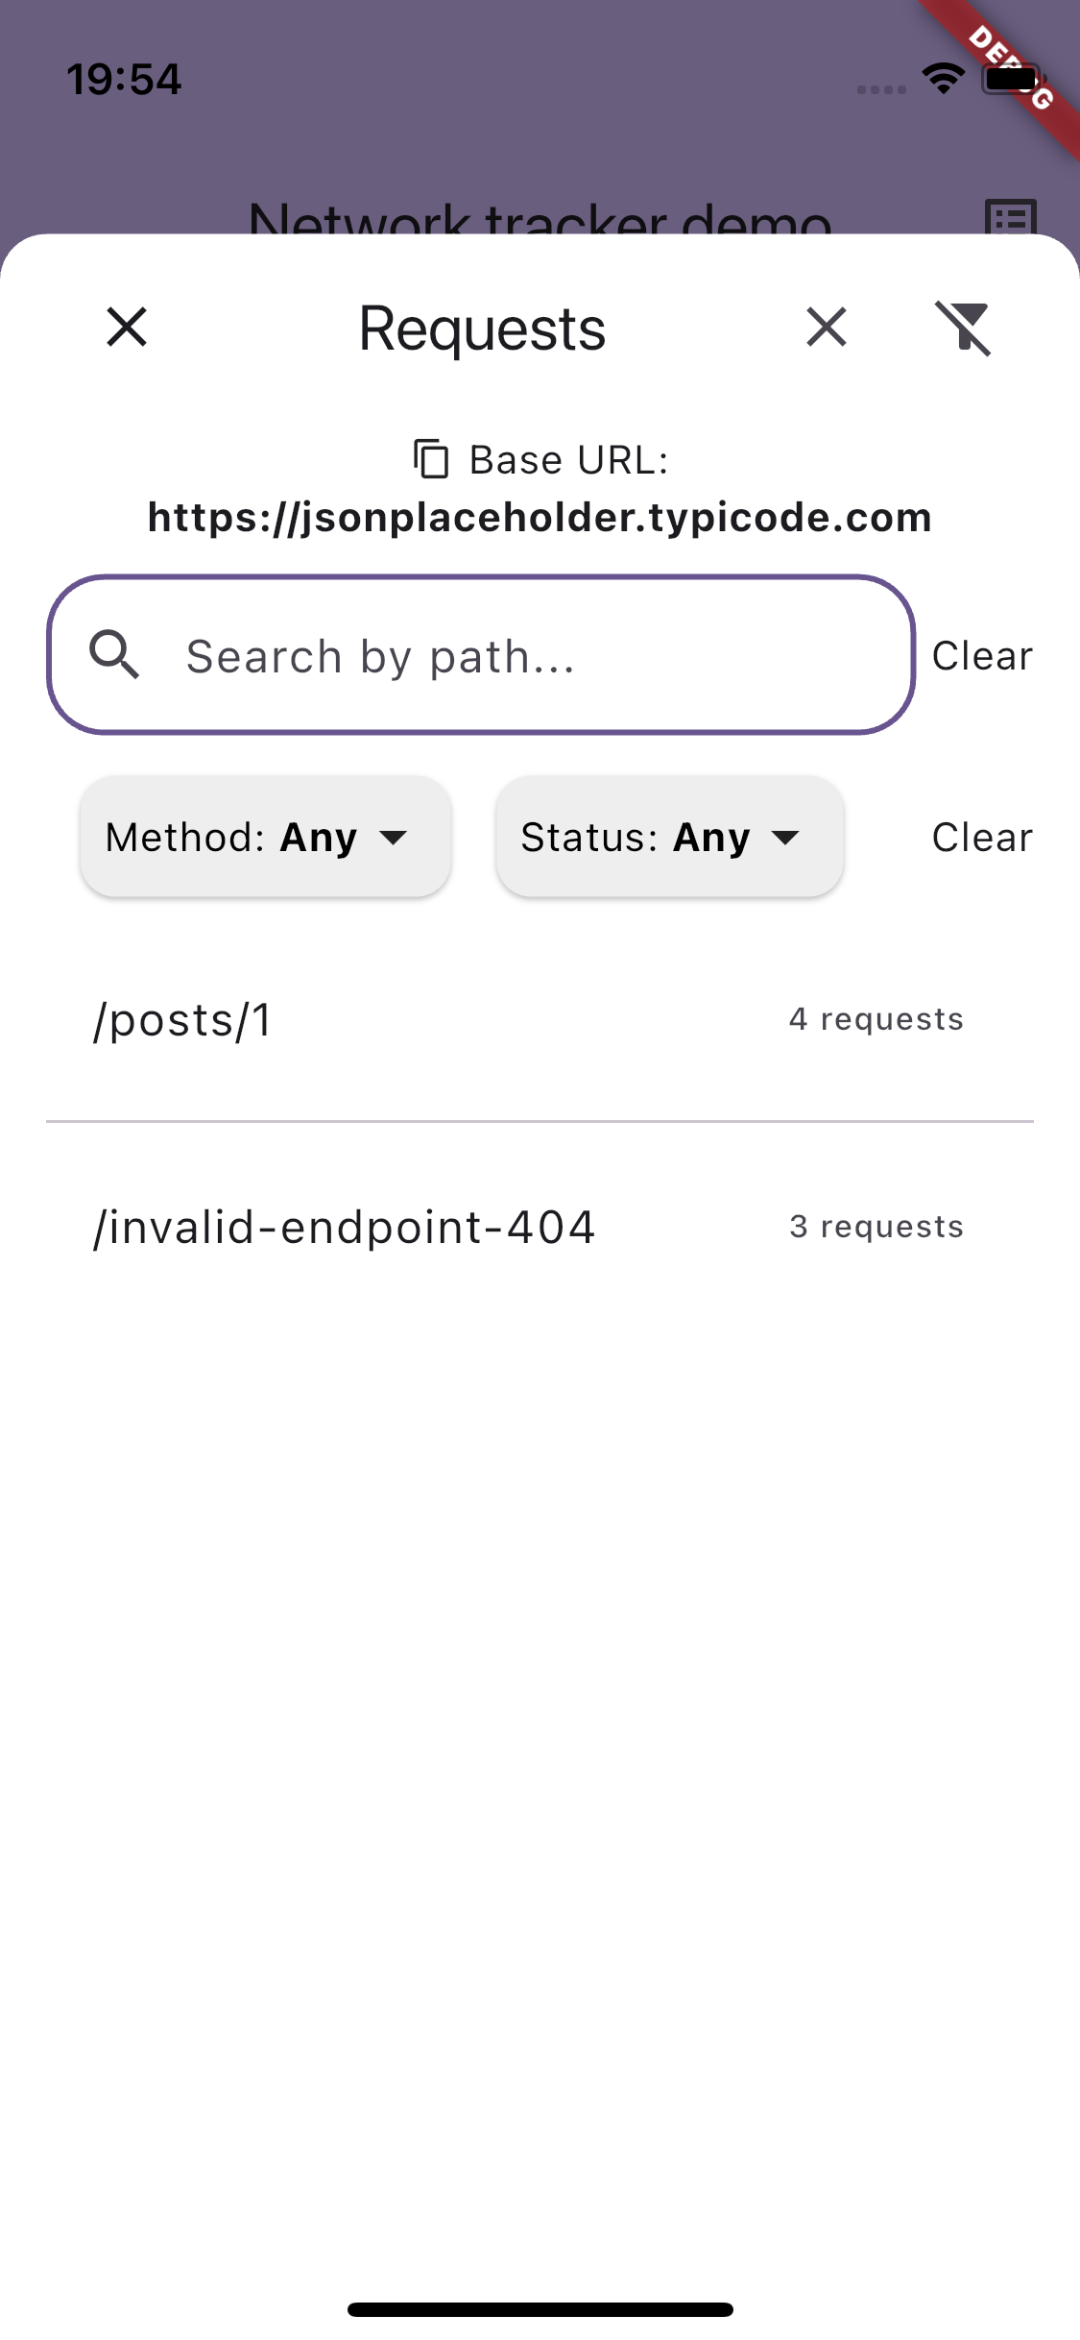 19:54
DEBUG
Network tracker demo
Requests
Base URL:
https://jsonplaceholder.typicode.com
Search by path...
Clear
Method: Any
Status: Any
Clear
/posts/1
4 requests
/invalid-endpoint-404
3 requests